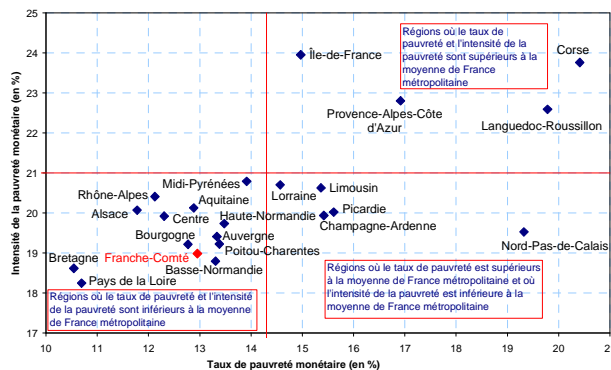 Intensité de la pauvreté monétaire (en %)
25
24
23
22
21
20
19
18
17
Île-de-France
Régions où le taux de
pauvreté et l'intensité de la
pauvreté sont supérieurs à la
moyenne de France
métropolitaine
Corse
Provenance-Alpes-Côte
d'Azur
Languedoc-Roussillon
Midi-Pyrénées
Rhône-Alpes
Aquitaine
Lorraine
Limousin
Alsace
Centre
Haute-Normandie
Picardie
Champagne-Ardenne
Bourgogne
Auvergne
Nord-Pas-de-Calais
Bretagne
Franche-Comté
Poitou-Charentes
Basse-Normandie
Pays de la Loire
Régions où le taux de pauvreté est supérieurs
à la moyenne de France métropolitaine et où
l'intensité de la pauvreté est inférieure à la
moyenne de France métropolitaine
Régions où le taux de pauvreté et l'intensité
de la pauvreté sont inférieurs à la moyenne
de France métropolitaine
10 11 12 13 14 15 16 17 18 19 20 2
Taux de pauvreté monétaire (en %)